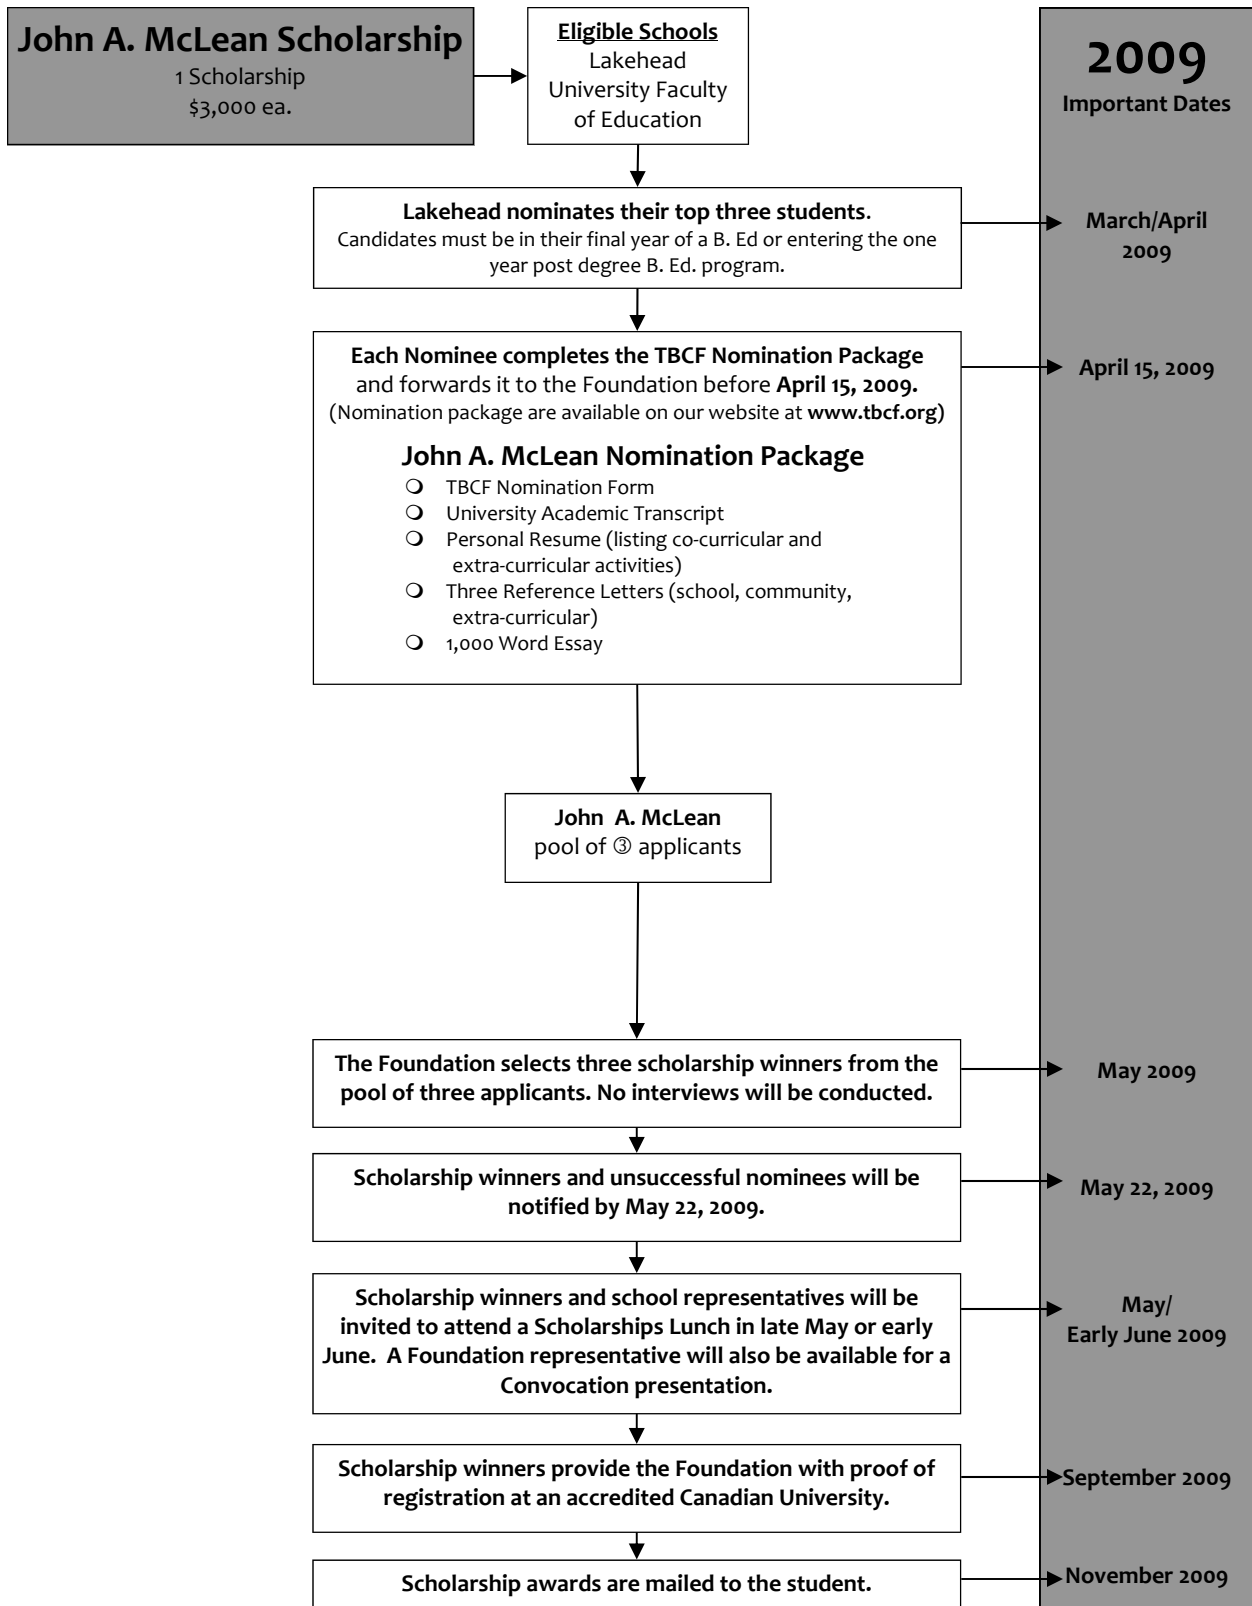 John A. McLean Scholarship
1 Scholarship
$3,000 ea.
Eligible Schools
Lakehead
University Faculty
of Education
2009
Important Dates
Lakehead nominates their top three students.
Candidates must be in their final year of a B. Ed or entering the one
year post degree B. Ed. program.
March/April
2009
Each Nominee completes the TBCF Nomination Package
and forwards it to the Foundation before April 15, 2009.
(Nomination package are available on our website at www.tbcf.org)
April 15, 2009
John A. McLean Nomination Package
❍ TBCF Nomination Form
❍ University Academic Transcript
❍ Personal Resume (listing co-curricular and
extra-curricular activities)
❍ Three Reference Letters (school, community,
extra-curricular)
❍ 1,000 Word Essay
John A. McLean
pool of ③ applicants
The Foundation selects three scholarship winners from the
pool of three applicants. No interviews will be conducted.
May 2009
Scholarship winners and unsuccessful nominees will be
notified by May 22, 2009.
May 22, 2009
Scholarship winners and school representatives will be
invited to attend a Scholarships Lunch in late May or early
June. A Foundation representative will also be available for a
Convocation presentation.
May/
Early June 2009
Scholarship winners provide the Foundation with proof of
registration at an accredited Canadian University.
September 2009
Scholarship awards are mailed to the student.
November 2009